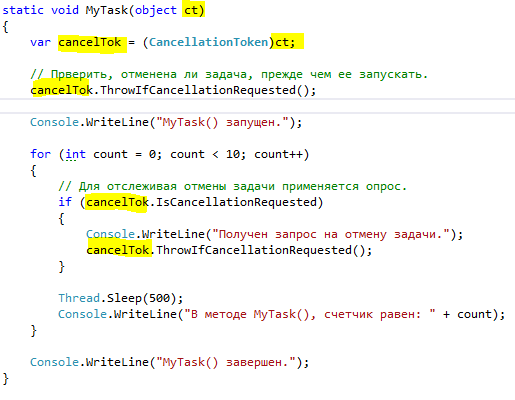 static void MyTask(object ct)
{
var cancelTok = (CancellationToken)ct;
// Прверить, отменена ли задача, прежде чем ее запускать.
cancelTok.ThrowIfCancellationRequested();
Console.WriteLine("MyTask() запущен.");
for (int count = 0; count < 10; count++)
{
// Для отслеживая отмены задачи применяется опрос.
if (cancelTok.IsCancellationRequested)
{
Console.WriteLine("Получен запрос на отмену задачи.");
cancelTok.ThrowIfCancellationRequested();
}
Thread.Sleep(500);
Console.WriteLine("В методе MyTask(), счетчик равен: " + count);
}
Console.WriteLine("MyTask() завершен.");
}